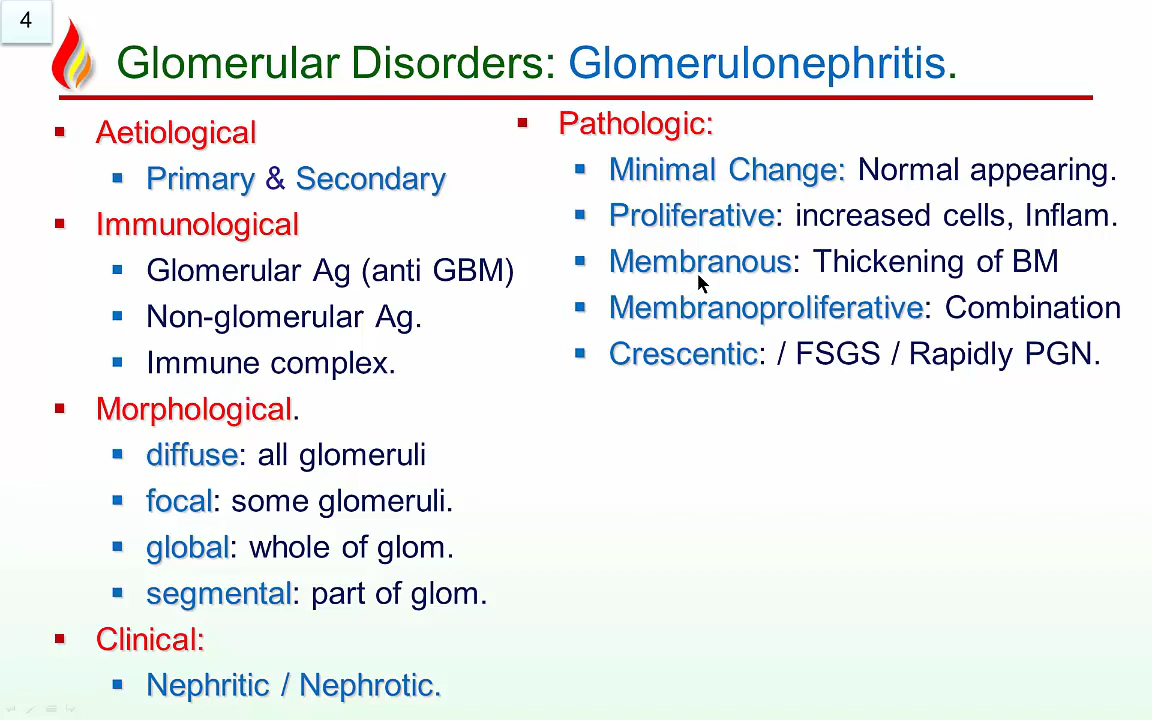 4
Glomerular Disorders: Glomerulonephritis.
Aetiological
Primary & Secondary
Immunological
Glomerular Ag (anti GBM)
Non-glomerular Ag.
Immune complex.
Morphological.
diffuse: all glomeruli
focal: some glomeruli.
global: whole of glom.
segmental: part of glom.
Clinical:
Nephritic / Nephrotic.
Pathologic:
Minimal Change: Normal appearing.
Proliferative: increased cells, Inflam.
Membranous: Thickening of BM
Membranoproliferative: Combination
Crescentic: / FSGS / Rapidly PGN.